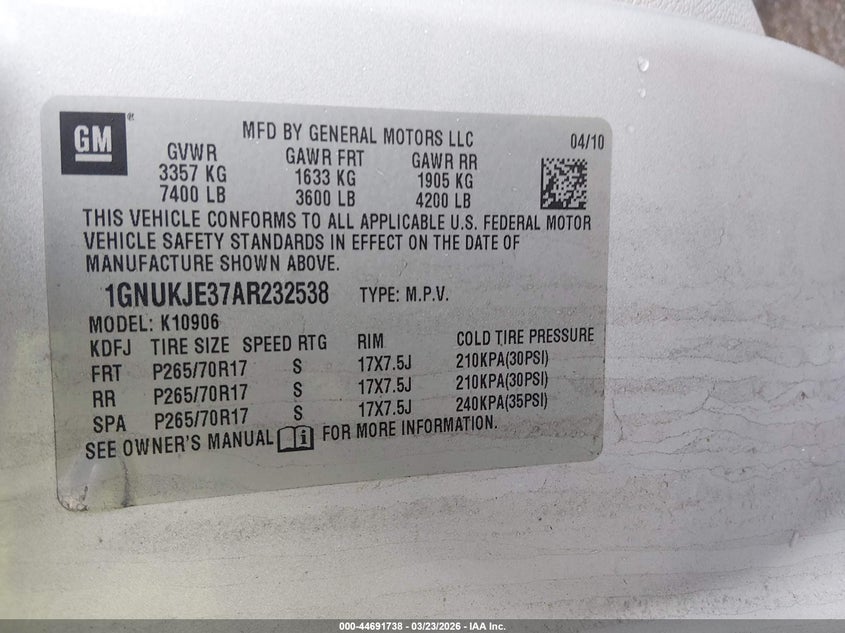 GM
MFD BY GENERAL MOTORS LLC
04/10
GVWR GAWR FRT GAWR RR
3357 KG 1633 KG 1905 KG
7400 LB 3600 LB 4200 LB
THIS VEHICLE CONFORMS TO ALL APPLICABLE U.S. FEDERAL MOTOR
VEHICLE SAFETY STANDARDS IN EFFECT ON THE DATE OF
MANUFACTURE SHOWN ABOVE.
1GNUKJE37AR232538 TYPE: M.P.V.
MODEL: K10906
KDFJ TIRE SIZE SPEED RTG RIM COLD TIRE PRESSURE
FRT P265/70R17 S 17X7.5J 210KPA(30PSI)
RR P265/70R17 S 17X7.5J 210KPA(30PSI)
SPA P265/70R17 S 17X7.5J 240KPA(35PSI)
SEE OWNER'S MANUAL FOR MORE INFORMATION.
000-44691738 - 03/23/2026 - IAA Inc.